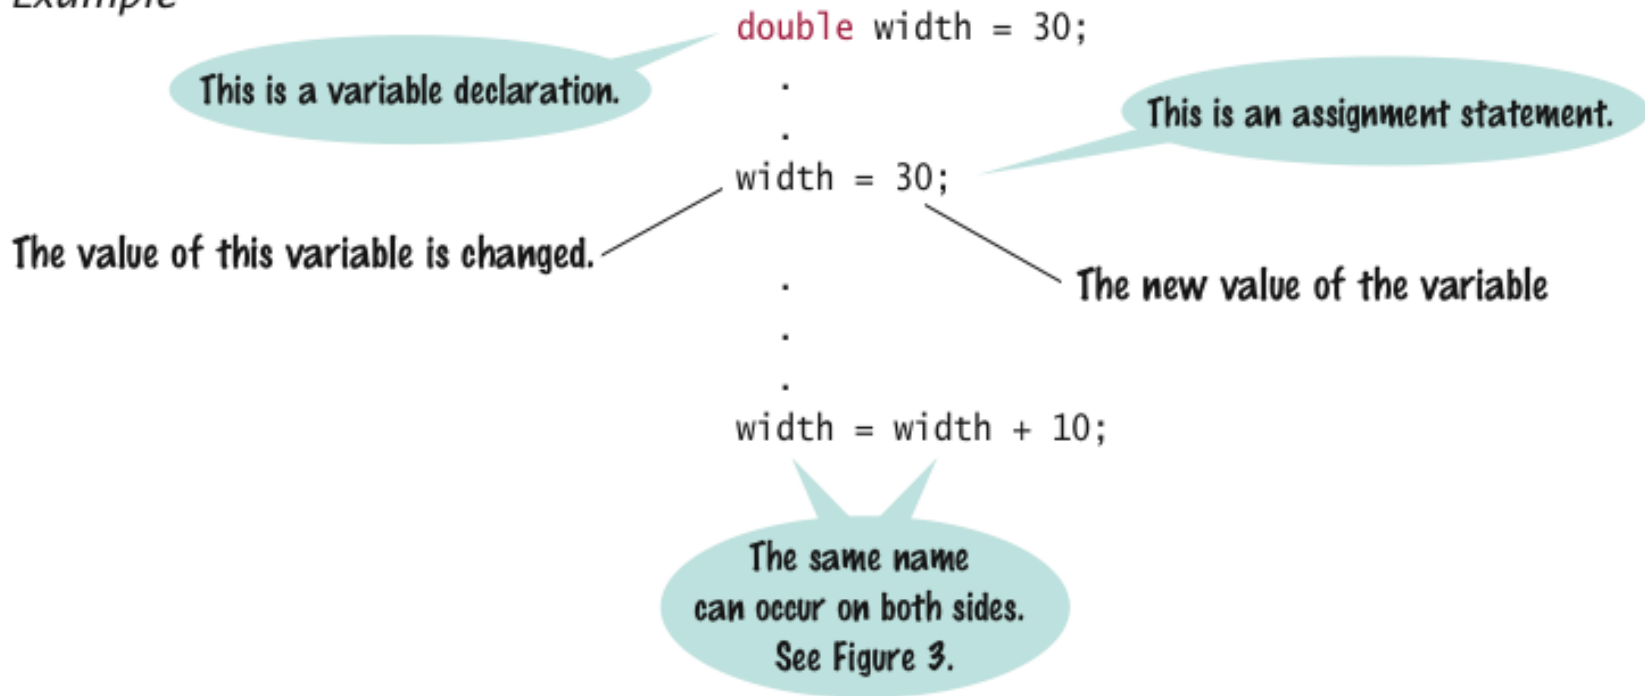 Example
double width = 30;
This is a variable declaration.
.
.
This is an assignment statement.
width = 30;
The value of this variable is changed.
The new value of the variable
.
.
.
width = width + 10;
The same name
can occur on both sides.
See Figure 3.